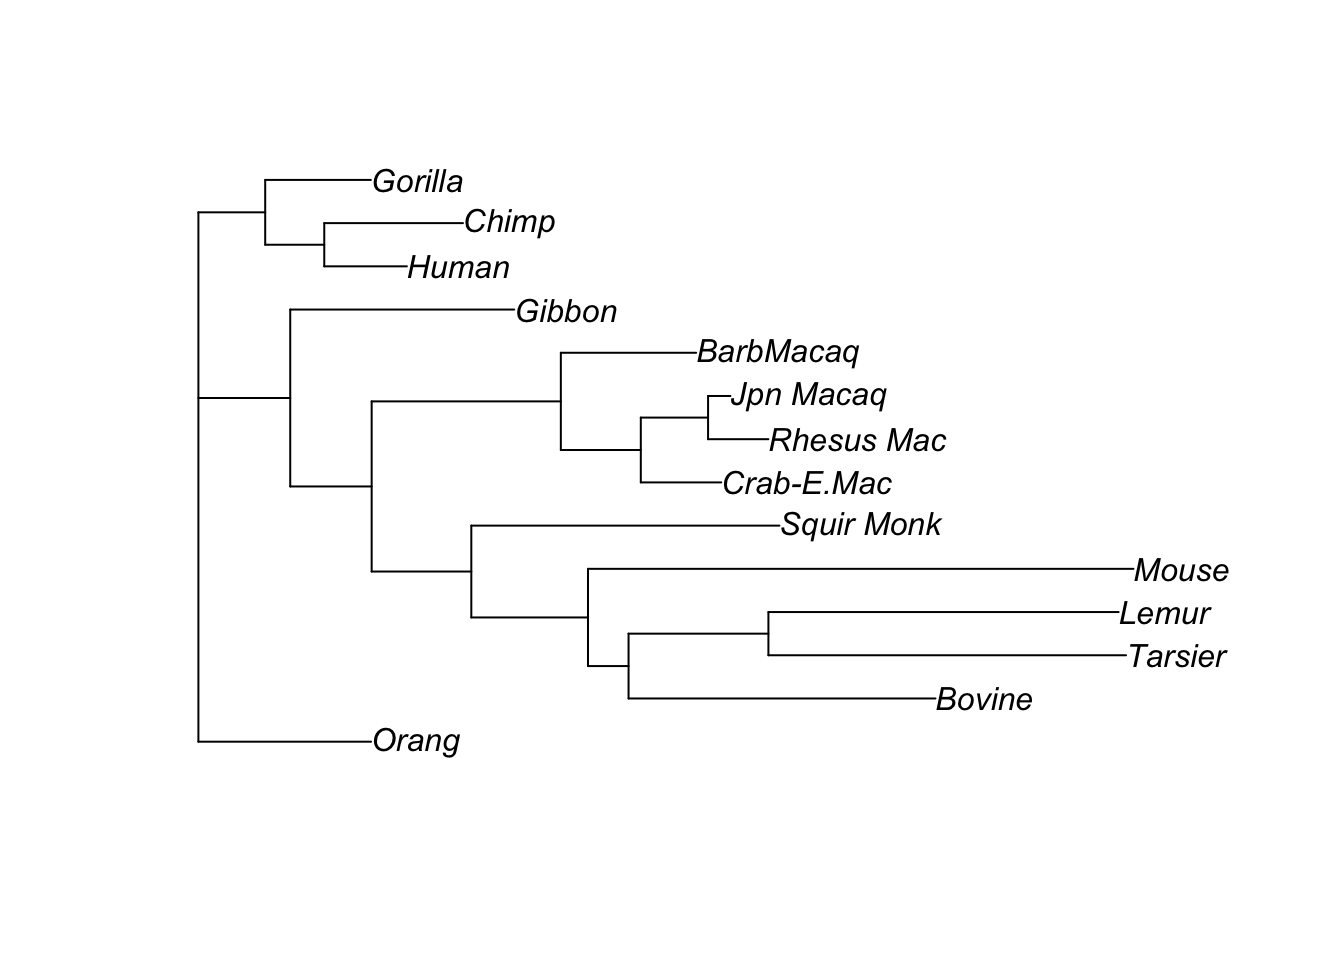 Gorilla
Chimp
Human
Gibbon
BarbMacaq
Jpn Macaq
Rhesus Mac
Crab-E.Mac
Squir Monk
Mouse
Lemur
Tarsier
Bovine
Orang